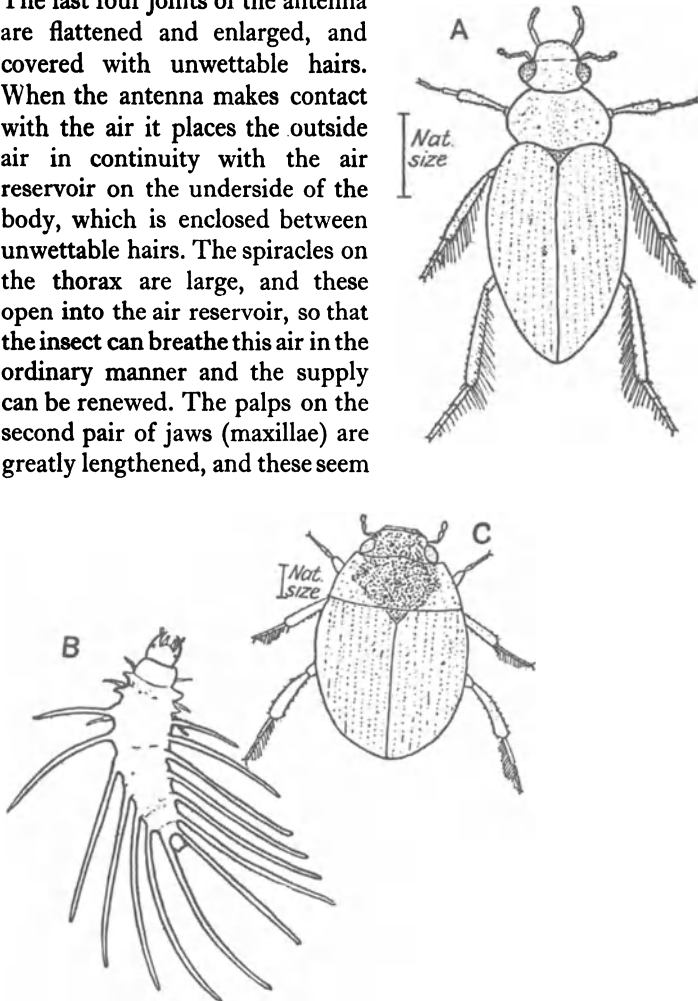 The last four joints of the antenna
are flattened and enlarged, and
covered with unwettable hairs.
When the antenna makes contact
with the air it places the outside
air in continuity with the air
reservoir on the underside of the
body, which is enclosed between
unwettable hairs. The spiracles on
the thorax are large, and these
open into the air reservoir, so that
the insect can breathe this air in the
ordinary manner and the supply
can be renewed. The palps on the
second pair of jaws (maxillae) are
greatly lengthened, and these seem
A
Nat.
size
C
Nat.
size
B